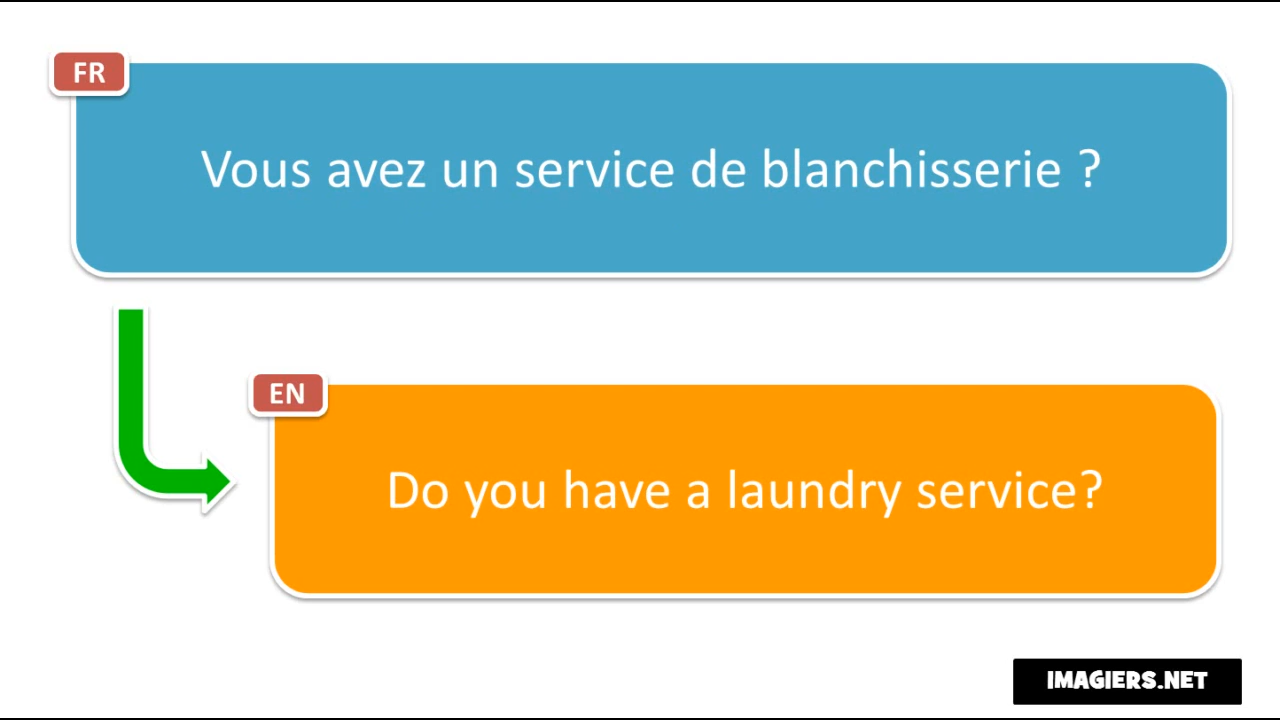 FR
Vous avez un service de blanchisserie ?
EN
Do you have a laundry service?
IMAGIERS.NET